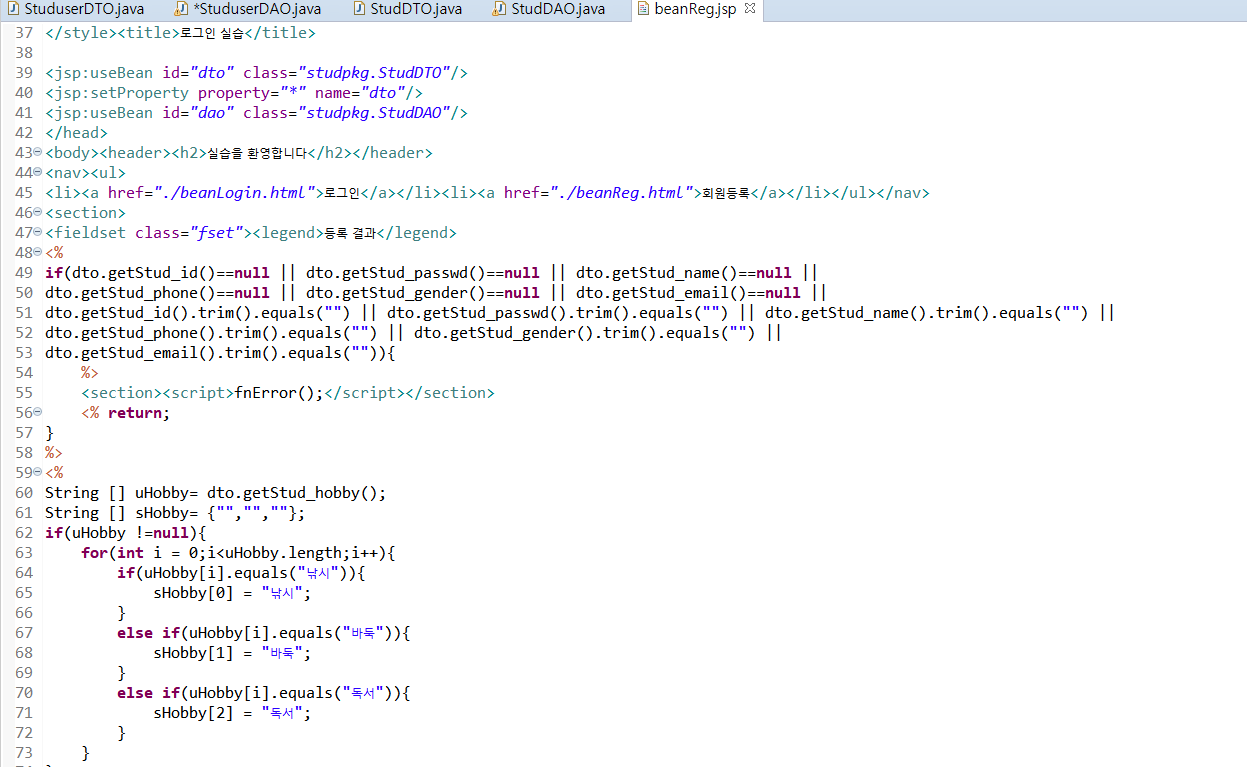 StuduserDTO.java *StuduserDAO.java StudDTO.java StudDAO.java beanReg.jsp
37 </style><title>로그인 실습</title>
38
39 <jsp:useBean id="dto" class="studpkg.StudDTO"/>
40 <jsp:setProperty property="*" name="dto"/>
41 <jsp:useBean id="dao" class="studpkg.StudDAO"/>
42 </head>
43 <body><header><h2>실습을 환영합니다</h2></header>
44 <nav><ul>
45 <li><a href="./beanLogin.html">로그인</a></li><li><a href="./beanReg.html">회원등록</a></li></ul></nav>
46 <section>
47 <fieldset class="fset"><legend>등록 결과</legend>
48 <%
49 if(dto.getStud_id()==null || dto.getStud_passwd()==null || dto.getStud_name()==null ||
50 dto.getStud_phone()==null || dto.getStud_gender()==null || dto.getStud_email()==null ||
51 dto.getStud_id().trim().equals("") || dto.getStud_passwd().trim().equals("") || dto.getStud_name().trim().equals("") ||
52 dto.getStud_phone().trim().equals("") || dto.getStud_gender().trim().equals("") ||
53 dto.getStud_email().trim().equals("")){
54     %>
55     <section><script>fnError();</script></section>
56     <% return;
57 }
58 %>
59 <%
60 String [] uHobby= dto.getStud_hobby();
61 String [] sHobby= {"","",""};
62 if(uHobby !=null){
63     for(int i = 0;i<uHobby.length;i++){
64         if(uHobby[i].equals("낚시")){
65             sHobby[0] = "낚시";
66         }
67         else if(uHobby[i].equals("바둑")){
68             sHobby[1] = "바둑";
69         }
70         else if(uHobby[i].equals("독서")){
71             sHobby[2] = "독서";
72         }
73     }